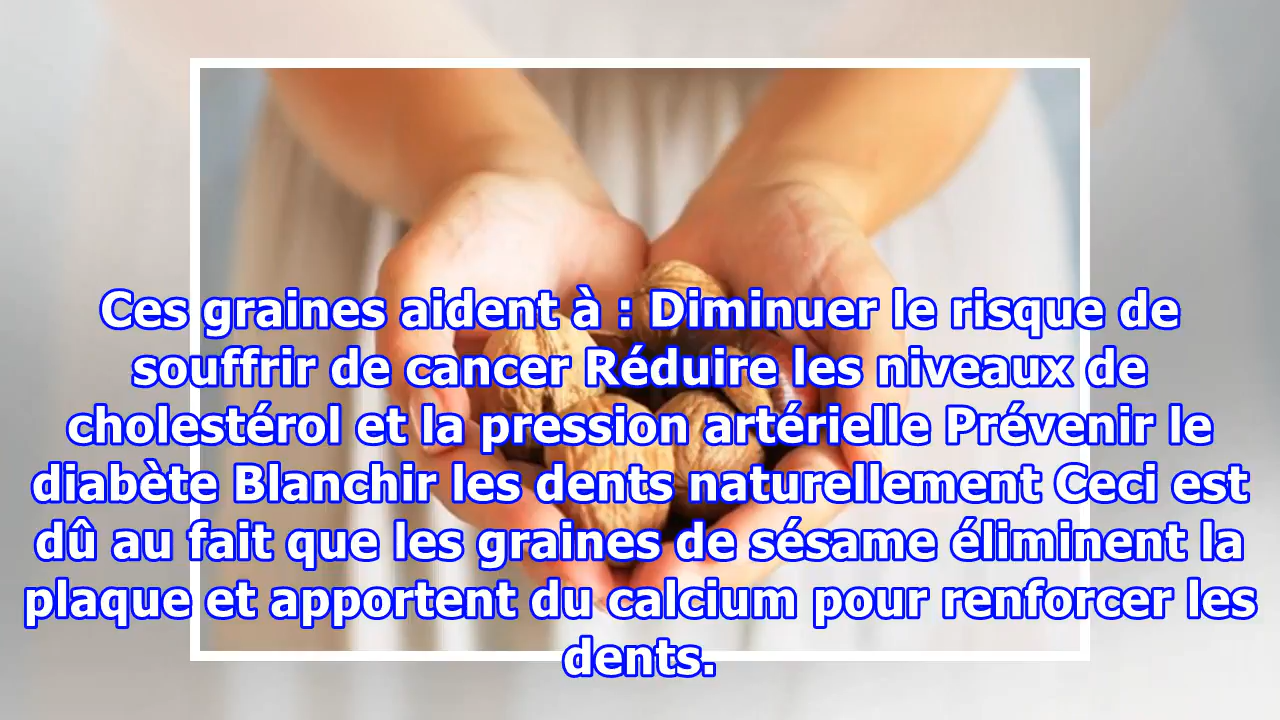 Ces graines aident à : Diminuer le risque de
souffrir de cancer Réduire les niveaux de
cholestérol et la pression artérielle Prévenir le
diabète Blanchir les dents naturellement Ceci est
dû au fait que les graines de sésame éliminent la
plaque et apportent du calcium pour renforcer les
dents.